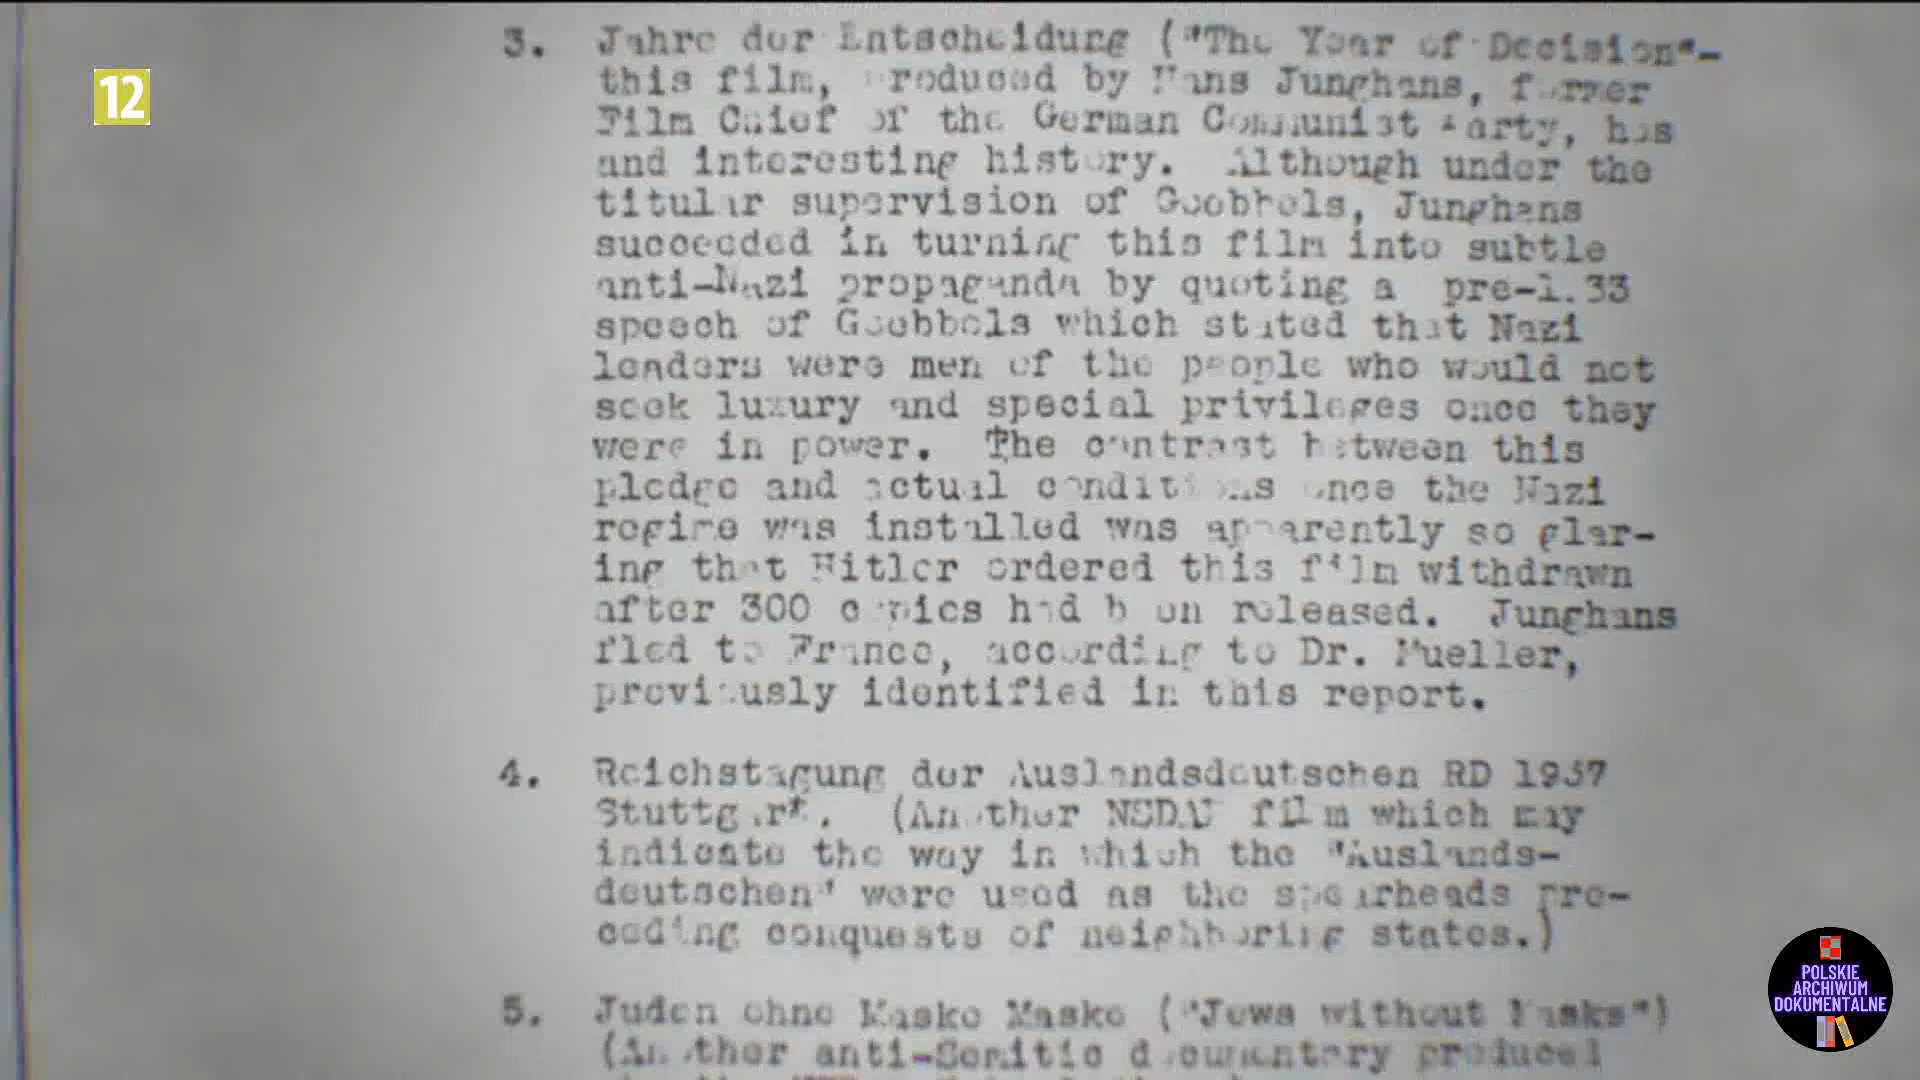 12
3. Jahre der Entscheidung ("The Year of Decision"-
this film, produced by Hans Junghans, former
Film Chief of the German Communist Party, has
and interesting history. Although under the
titular supervision of Goebbels, Junghans
succeeded in turning this film into subtle
anti-Nazi propaganda by quoting a pre-1.33
speech of Goebbels which stated that Nazi
leaders were men of the people who would not
seek luxury and special privileges once they
were in power. The contrast between this
pledge and actual conditions once the Nazi
regime was installed was apparently so glar-
ing that Hitler ordered this film withdrawn
after 300 copies had been released. Junghans
fled to France, according to Dr. Mueller,
previously identified in this report.
4. Reichstagung der Auslandsdeutschen RD 1937
Stuttgart. (Another NSDAP film which may
indicate the way in which the "Auslands-
deutschen" were used as the spearheads pre-
ceding conquests of neighboring states.)
5. Juden ohne Maske Maske ("Jews without Masks")
(Another anti-Semitic documentary produced
POLSKIE
ARCHIWUM
DOKUMENTALNE